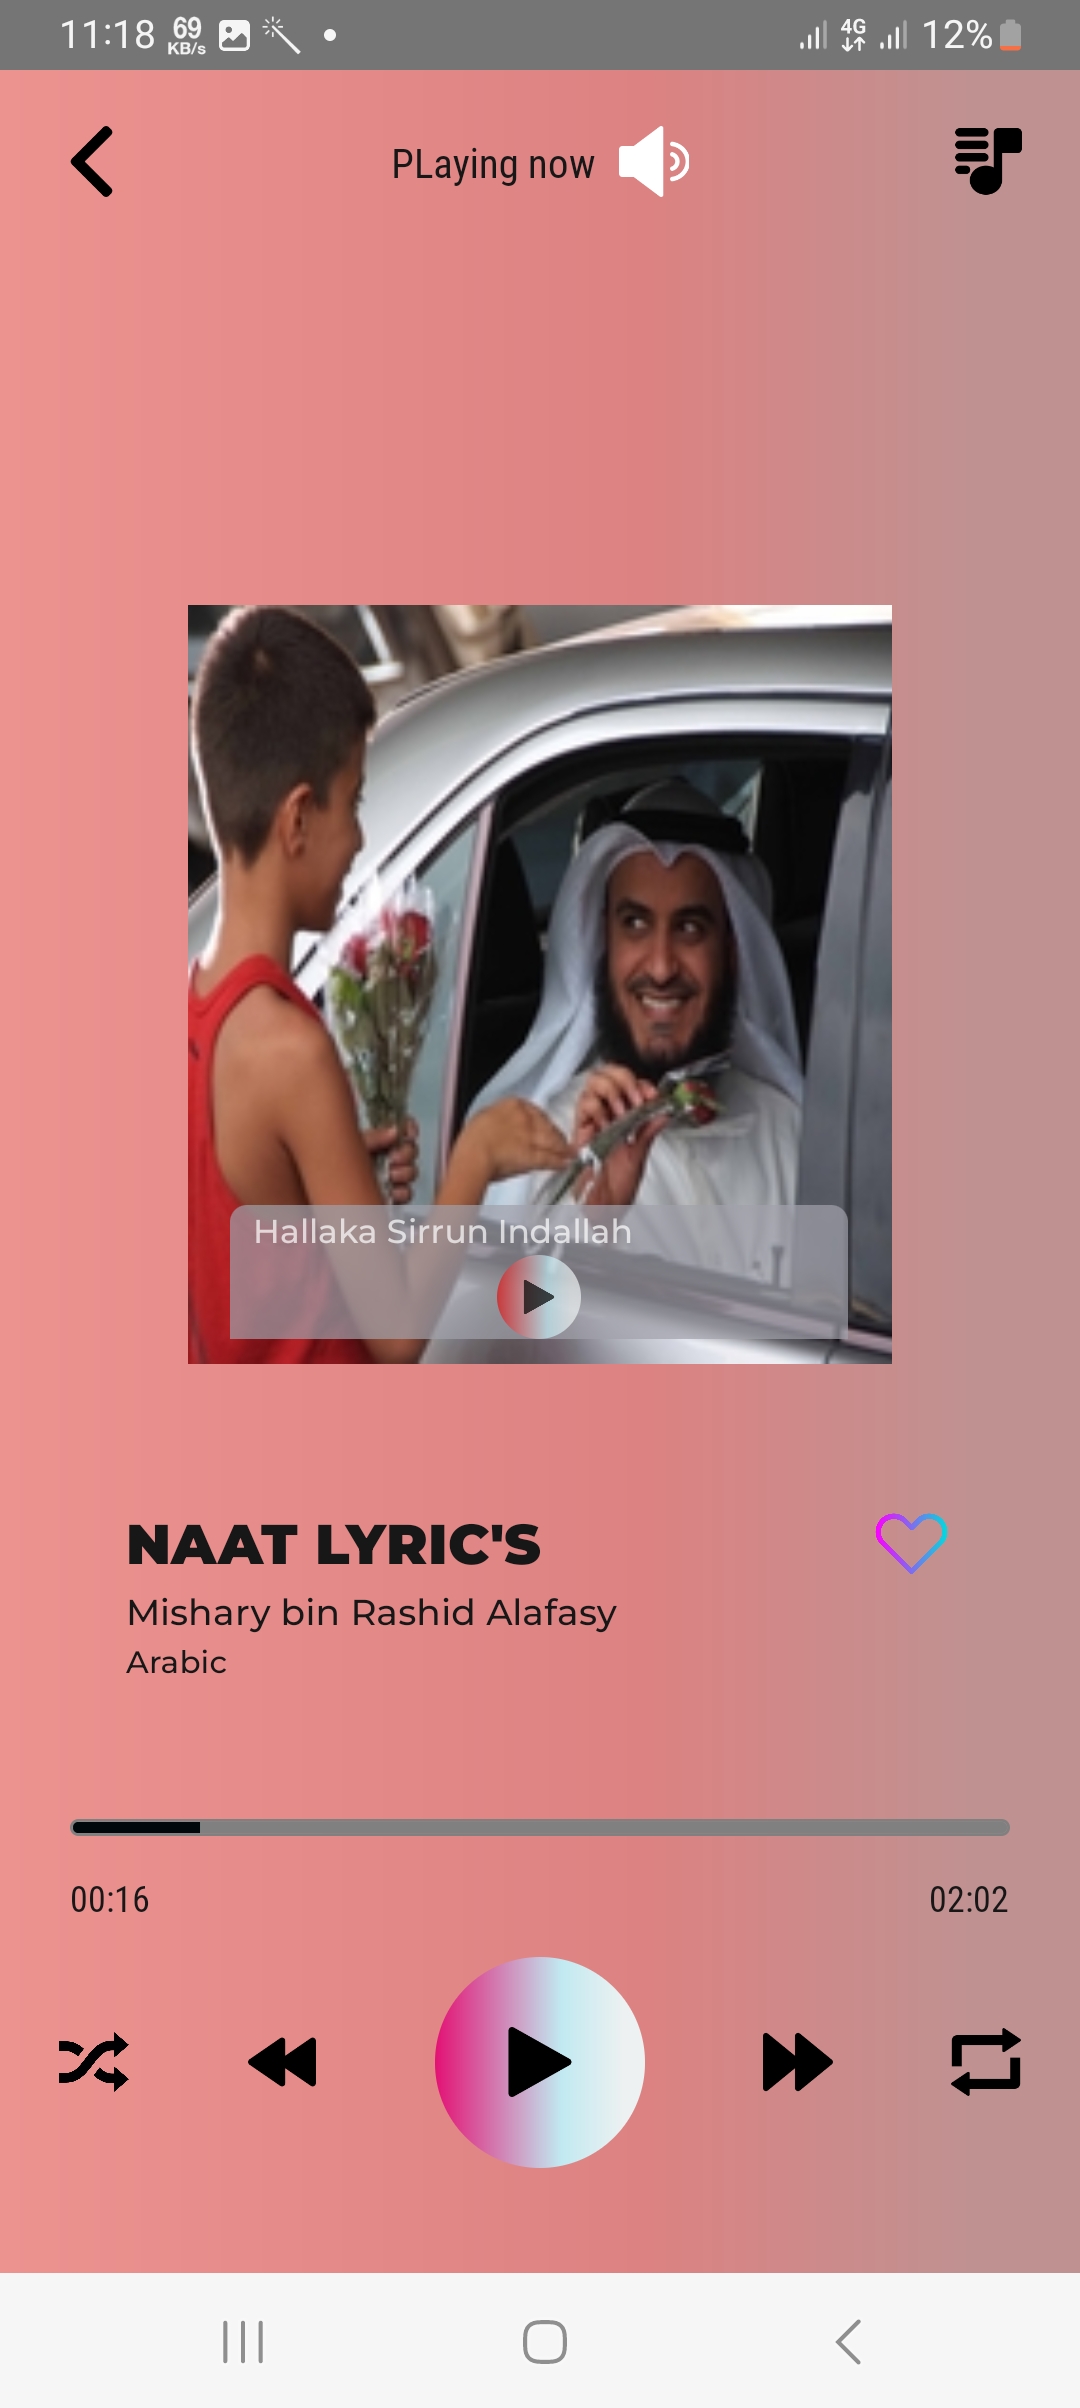 11:18 69 KB/s 4G 12%
PLaying now
Hallaka Sirrun Indallah
NAAT LYRIC'S
Mishary bin Rashid Alafasy
Arabic
00:16 02:02